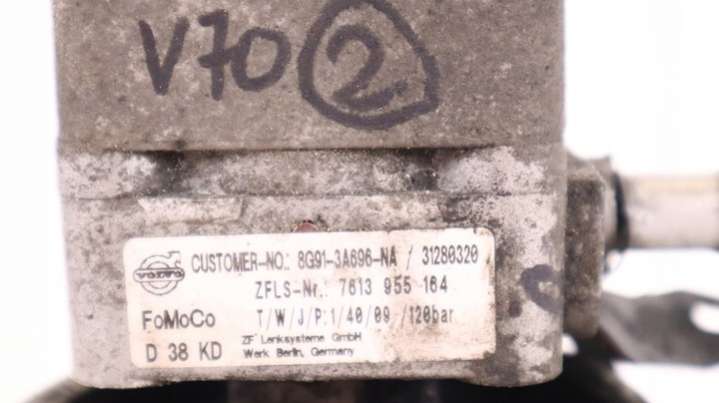 V70 2
VOLVO
CUSTOMER-NO.: 8G91-3A696-NA / 31280320
ZFLS-Nr.: 7613 955 164
FoMoCo T/W/J/P:1/40/09 /120bar
D 38 KD ZF Lenksysteme GmbH
Werk Berlin, Germany